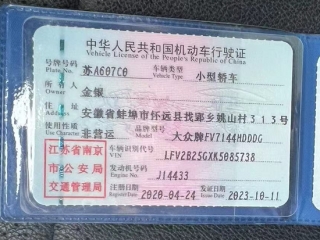 中华人民共和国机动车行驶证
Vehicle License of the People's Republic of China
号牌号码 苏A607C0 车辆类型 小型轿车
Plate No. Vehicle Type
所有人 金银
Owner
住址 安徽省蚌埠市怀远县找郢乡姚山村313号
Address
使用性质 非营运 品牌型号 大众牌FV7144HDDDG
Use Character Model
江苏省南京市公安局交通管理局
车辆识别代号 LFV2B25GXK5085738
VIN
发动机号码 J14433
Engine No.
注册日期 2020-04-24 发证日期 2023-10-11
Register Date Issue Date